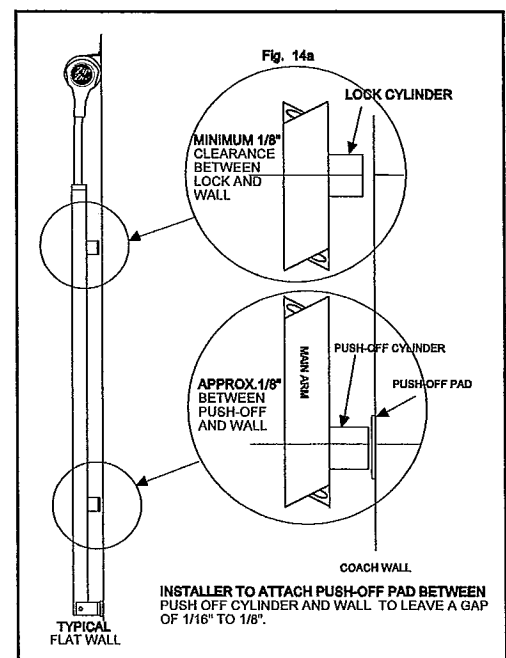 Fig. 14a
LOCK CYLINDER
MINIMUM 1/8"
CLEARANCE
BETWEEN
LOCK AND
WALL
MAIN ARM
PUSH-OFF CYLINDER
PUSH-OFF PAD
APPROX.1/8"
BETWEEN
PUSH-OFF
AND WALL
COACH WALL
INSTALLER TO ATTACH PUSH-OFF PAD BETWEEN
PUSH OFF CYLINDER AND WALL TO LEAVE A GAP
OF 1/16" TO 1/8".
TYPICAL
FLAT WALL